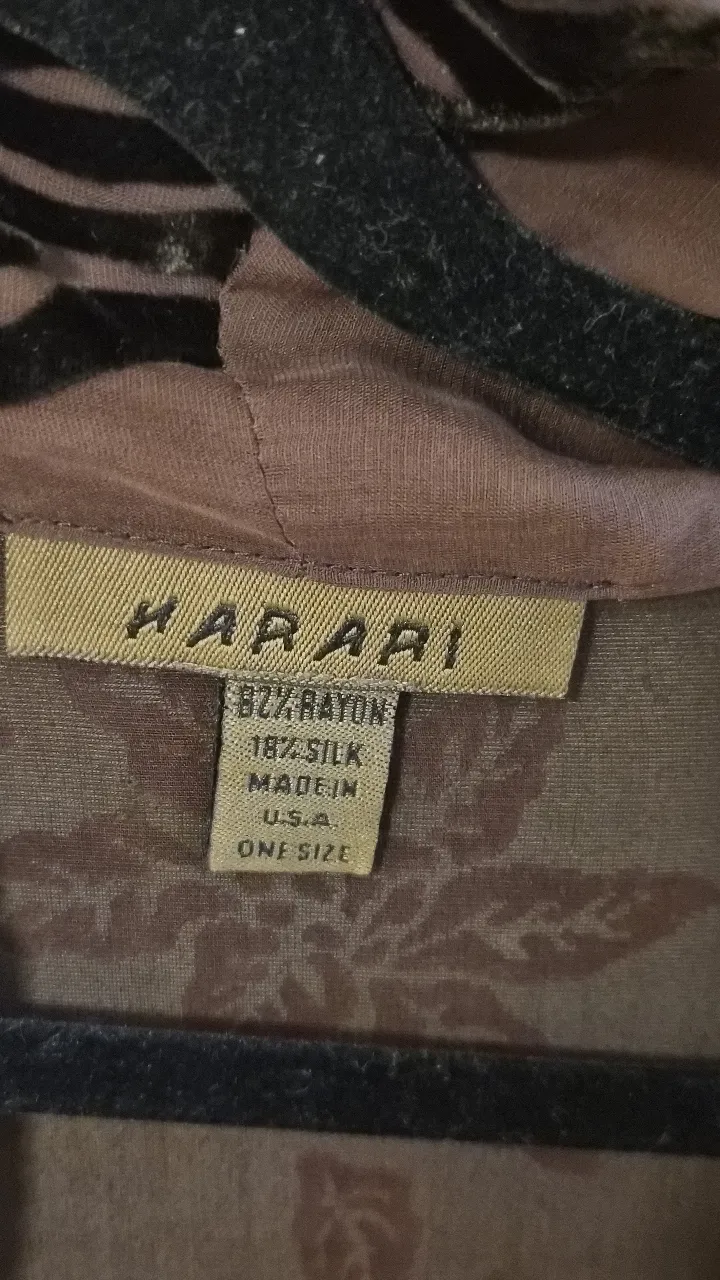 HARARI
82% RAYON
18% SILK
MADE IN
U.S.A.
ONE SIZE